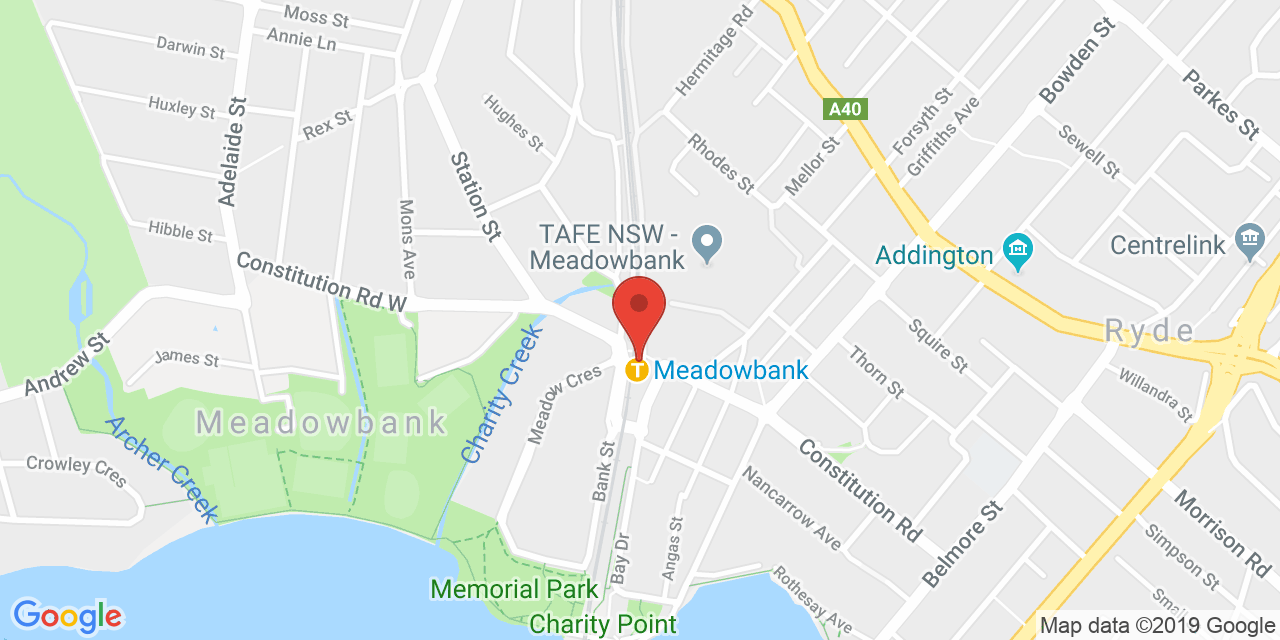 Moss St
Annie Ln
Darwin St
Hermitage Rd
Bowden St
Parkes St
A40
Huxley St
Rex St
Hughes St
Adelaide St
Forsyth St
Griffiths Ave
Sewell St
Rhodes St
Mellor St
Station St
Mons Ave
Hibble St
TAFE NSW -
Meadowbank
Addington
Centrelink
Constitution Rd W
Ryde
Squire St
Andrew St
James St
Charity Creek
Meadow Cres
T
Meadowbank
Thorn St
Willandra St
Meadowbank
Archer Creek
Crowley Cres
Bank St
Nancarrow Ave
Constitution Rd
Belmore St
Morrison Rd
Simpson St
Angas St
Bay Dr
Memorial Park
Rothesay Ave
Charity Point
Google
Map data ©2019 Google